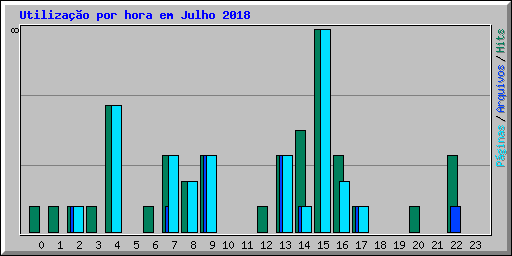 Utilização por hora em Julho 2018
8
0 1 2 3 4 5 6 7 8 9 10 11 12 13 14 15 16 17 18 19 20 21 22 23
Páginas / Arquivos / Hits